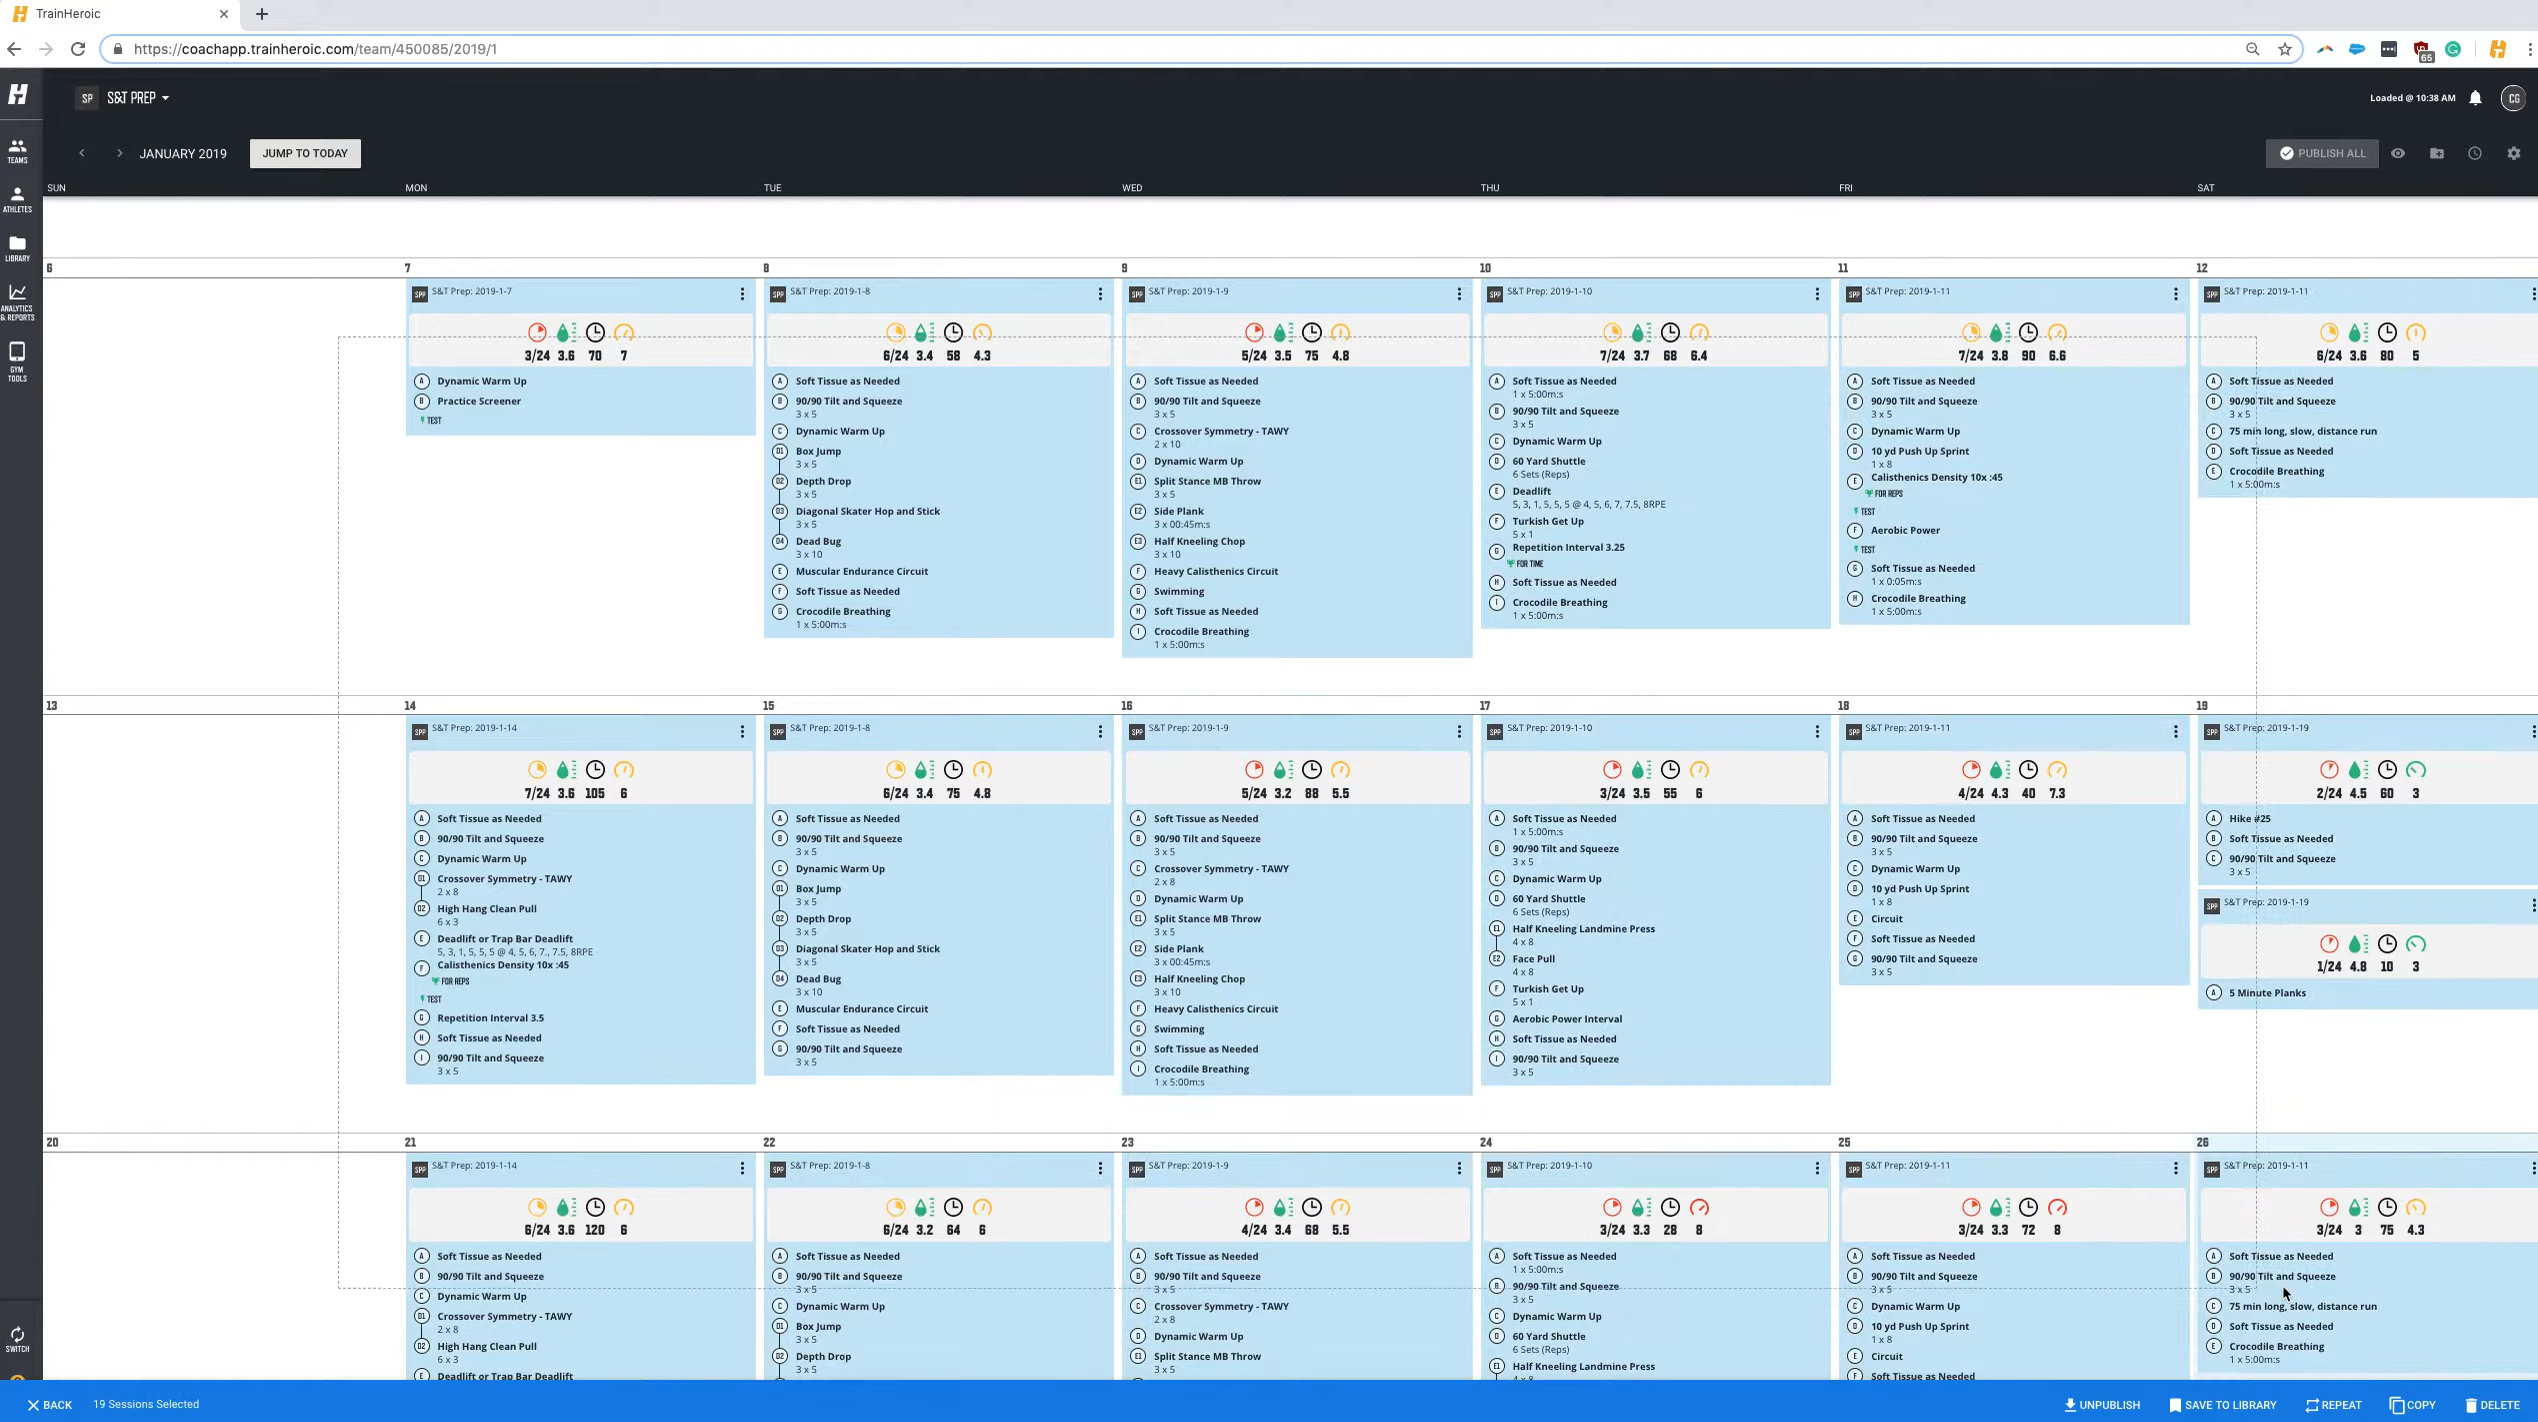 TrainHeroic
https://coachapp.trainheroic.com/team/450085/2019/1
65
SP S&T PREP
Loaded @ 10:38 AM
CG
JANUARY 2019
JUMP TO TODAY
PUBLISH ALL
TEAMS
ATHLETES
LIBRARY
ANALYTICS
& REPORTS
GYM
TOOLS
SWITCH
SUN MON TUE WED THU FRI SAT
6 7 8 9 10 11 12
SPP S&T Prep: 2019-1-7
3/24 3.6 70 7
A Dynamic Warm Up
B Practice Screener
TEST
SPP S&T Prep: 2019-1-8
6/24 3.4 58 4.3
A Soft Tissue as Needed
B 90/90 Tilt and Squeeze
3 x 5
C Dynamic Warm Up
D1 Box Jump
3 x 5
D2 Depth Drop
3 x 5
D3 Diagonal Skater Hop and Stick
3 x 5
D4 Dead Bug
3 x 10
E Muscular Endurance Circuit
F Soft Tissue as Needed
G Crocodile Breathing
1 x 5:00m:s
SPP S&T Prep: 2019-1-9
5/24 3.5 75 4.8
A Soft Tissue as Needed
B 90/90 Tilt and Squeeze
3 x 5
C Crossover Symmetry - TAWY
2 x 10
D Dynamic Warm Up
E1 Split Stance MB Throw
3 x 5
E2 Side Plank
3 x 00:45m:s
E3 Half Kneeling Chop
3 x 10
F Heavy Calisthenics Circuit
G Swimming
H Soft Tissue as Needed
I Crocodile Breathing
1 x 5:00m:s
SPP S&T Prep: 2019-1-10
7/24 3.7 68 6.4
A Soft Tissue as Needed
1 x 5:00m:s
B 90/90 Tilt and Squeeze
3 x 5
C Dynamic Warm Up
D 60 Yard Shuttle
6 Sets (Reps)
E Deadlift
5, 3, 1, 5, 5, 5 @ 4, 5, 6, 7, 7.5, 8RPE
F Turkish Get Up
5 x 1
G Repetition Interval 3.25
FOR TIME
H Soft Tissue as Needed
I Crocodile Breathing
1 x 5:00m:s
SPP S&T Prep: 2019-1-11
7/24 3.8 90 6.6
A Soft Tissue as Needed
B 90/90 Tilt and Squeeze
3 x 5
C Dynamic Warm Up
D 10 yd Push Up Sprint
1 x 8
E Calisthenics Density 10x :45
FOR REPS
TEST
F Aerobic Power
TEST
G Soft Tissue as Needed
1 x 0:05m:s
H Crocodile Breathing
1 x 5:00m:s
SPP S&T Prep: 2019-1-11
6/24 3.6 80 5
A Soft Tissue as Needed
B 90/90 Tilt and Squeeze
3 x 5
C 75 min long, slow, distance run
D Soft Tissue as Needed
E Crocodile Breathing
1 x 5:00m:s
13 14 15 16 17 18 19
SPP S&T Prep: 2019-1-14
7/24 3.6 105 6
A Soft Tissue as Needed
B 90/90 Tilt and Squeeze
C Dynamic Warm Up
D1 Crossover Symmetry - TAWY
2 x 8
D2 High Hang Clean Pull
6 x 3
E Deadlift or Trap Bar Deadlift
5, 3, 1, 5, 5, 5 @ 4, 5, 6, 7., 7.5, 8RPE
F Calisthenics Density 10x :45
FOR REPS
TEST
G Repetition Interval 3.5
H Soft Tissue as Needed
I 90/90 Tilt and Squeeze
3 x 5
SPP S&T Prep: 2019-1-8
6/24 3.4 75 4.8
A Soft Tissue as Needed
B 90/90 Tilt and Squeeze
3 x 5
C Dynamic Warm Up
D1 Box Jump
3 x 5
D2 Depth Drop
3 x 5
D3 Diagonal Skater Hop and Stick
3 x 5
D4 Dead Bug
3 x 10
E Muscular Endurance Circuit
F Soft Tissue as Needed
G 90/90 Tilt and Squeeze
3 x 5
SPP S&T Prep: 2019-1-9
5/24 3.2 88 5.5
A Soft Tissue as Needed
B 90/90 Tilt and Squeeze
3 x 5
C Crossover Symmetry - TAWY
2 x 8
D Dynamic Warm Up
E1 Split Stance MB Throw
3 x 5
E2 Side Plank
3 x 00:45m:s
E3 Half Kneeling Chop
3 x 10
F Heavy Calisthenics Circuit
G Swimming
H Soft Tissue as Needed
I Crocodile Breathing
1 x 5:00m:s
SPP S&T Prep: 2019-1-10
3/24 3.5 55 6
A Soft Tissue as Needed
1 x 5:00m:s
B 90/90 Tilt and Squeeze
3 x 5
C Dynamic Warm Up
D 60 Yard Shuttle
6 Sets (Reps)
E1 Half Kneeling Landmine Press
4 x 8
E2 Face Pull
4 x 8
F Turkish Get Up
5 x 1
G Aerobic Power Interval
H Soft Tissue as Needed
I 90/90 Tilt and Squeeze
3 x 5
SPP S&T Prep: 2019-1-11
4/24 4.3 40 7.3
A Soft Tissue as Needed
B 90/90 Tilt and Squeeze
3 x 5
C Dynamic Warm Up
D 10 yd Push Up Sprint
1 x 8
E Circuit
F Soft Tissue as Needed
G 90/90 Tilt and Squeeze
3 x 5
SPP S&T Prep: 2019-1-19
2/24 4.5 60 3
A Hike #25
B Soft Tissue as Needed
C 90/90 Tilt and Squeeze
3 x 5
SPP S&T Prep: 2019-1-19
1/24 4.8 10 3
A 5 Minute Planks
20 21 22 23 24 25 26
SPP S&T Prep: 2019-1-14
6/24 3.6 120 6
A Soft Tissue as Needed
B 90/90 Tilt and Squeeze
C Dynamic Warm Up
D1 Crossover Symmetry - TAWY
2 x 8
D2 High Hang Clean Pull
6 x 3
E Deadlift or Trap Bar Deadlift
SPP S&T Prep: 2019-1-8
6/24 3.2 64 6
A Soft Tissue as Needed
B 90/90 Tilt and Squeeze
3 x 5
C Dynamic Warm Up
D1 Box Jump
3 x 5
D2 Depth Drop
3 x 5
SPP S&T Prep: 2019-1-9
4/24 3.4 68 5.5
A Soft Tissue as Needed
B 90/90 Tilt and Squeeze
3 x 5
C Crossover Symmetry - TAWY
2 x 8
D Dynamic Warm Up
E1 Split Stance MB Throw
3 x 5
SPP S&T Prep: 2019-1-10
3/24 3.3 28 8
A Soft Tissue as Needed
1 x 5:00m:s
B 90/90 Tilt and Squeeze
3 x 5
C Dynamic Warm Up
D 60 Yard Shuttle
6 Sets (Reps)
E1 Half Kneeling Landmine Press
4 x 8
SPP S&T Prep: 2019-1-11
3/24 3.3 72 8
A Soft Tissue as Needed
B 90/90 Tilt and Squeeze
3 x 5
C Dynamic Warm Up
D 10 yd Push Up Sprint
1 x 8
E Circuit
F Soft Tissue as Needed
SPP S&T Prep: 2019-1-11
3/24 3 75 4.3
A Soft Tissue as Needed
B 90/90 Tilt and Squeeze
3 x 5
C 75 min long, slow, distance run
D Soft Tissue as Needed
E Crocodile Breathing
1 x 5:00m:s
BACK 19 Sessions Selected
UNPUBLISH SAVE TO LIBRARY REPEAT COPY DELETE